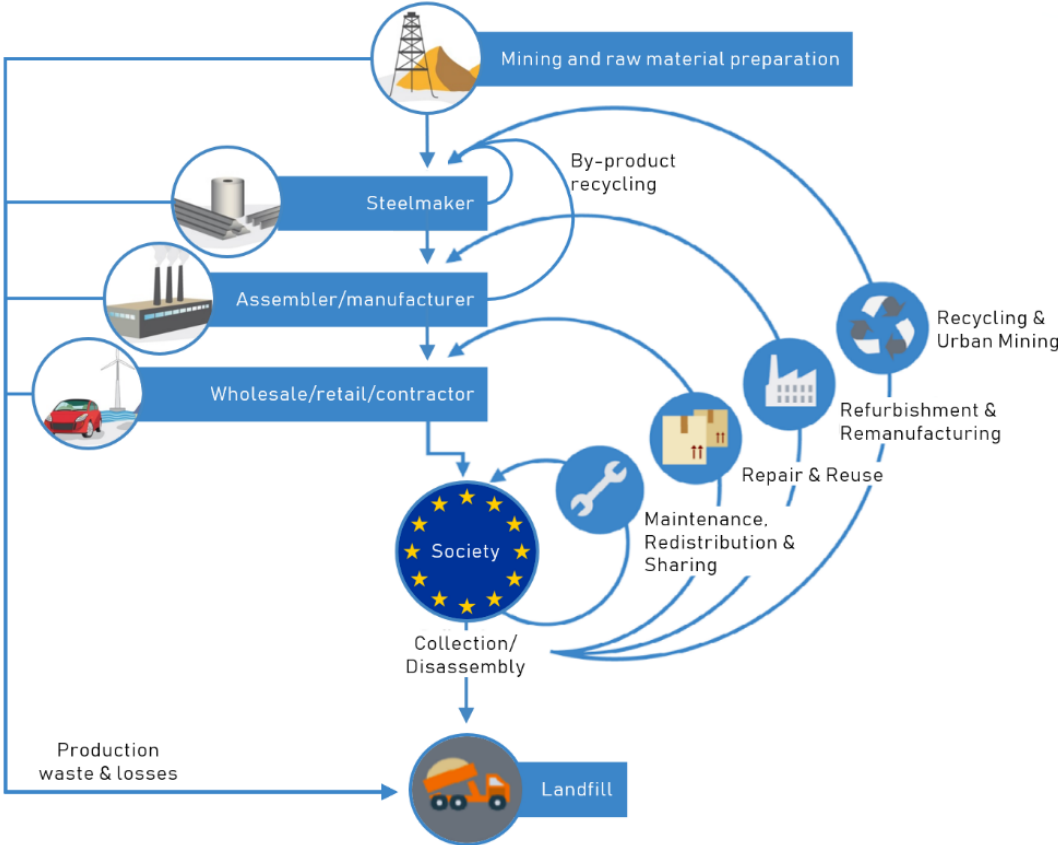 Mining and raw material preparation
By-product
recycling
Steelmaker
Assembler/manufacturer
Recycling &
Urban Mining
Wholesale/retail/contractor
Refurbishment &
Remanufacturing
Repair & Reuse
Maintenance,
Redistribution &
Sharing
Society
Collection/
Disassembly
Production
waste & losses
Landfill